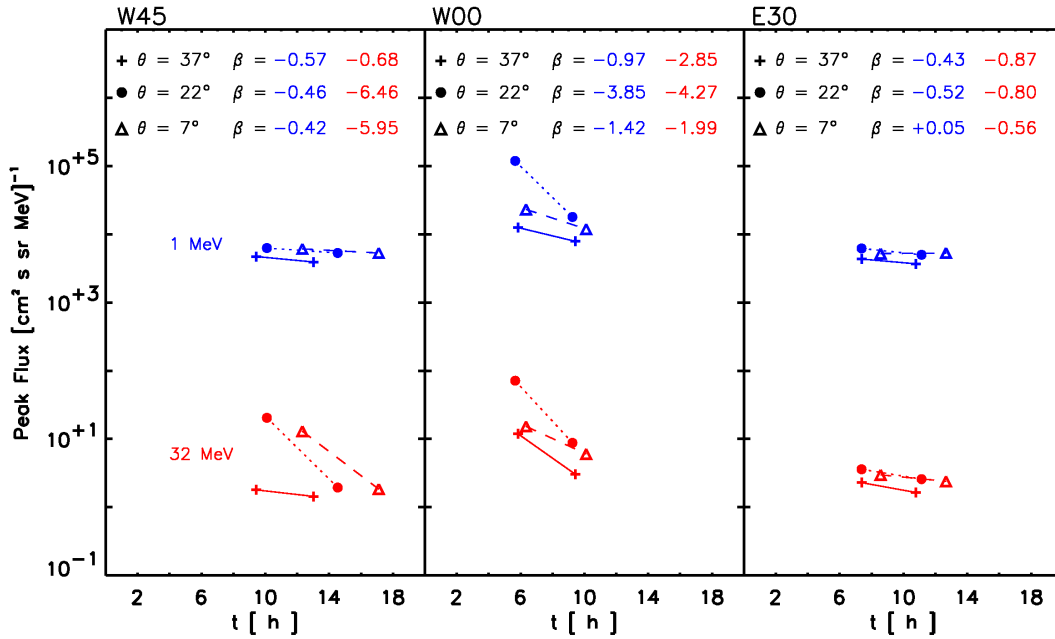 W45 W00 E30
+ θ = 37° β = −0.57 −0.68 + θ = 37° β = −0.97 −2.85 + θ = 37° β = −0.43 −0.87
● θ = 22° β = −0.46 −6.46 ● θ = 22° β = −3.85 −4.27 ● θ = 22° β = −0.52 −0.80
△ θ = 7° β = −0.42 −5.95 △ θ = 7° β = −1.42 −1.99 △ θ = 7° β = +0.05 −0.56
Peak Flux [cm² s sr MeV]⁻¹
10⁺⁵
1 MeV
10⁺³
10⁺¹
32 MeV
10⁻¹
2 6 10 14 18 2 6 10 14 18 2 6 10 14 18
t [ h ] t [ h ] t [ h ]